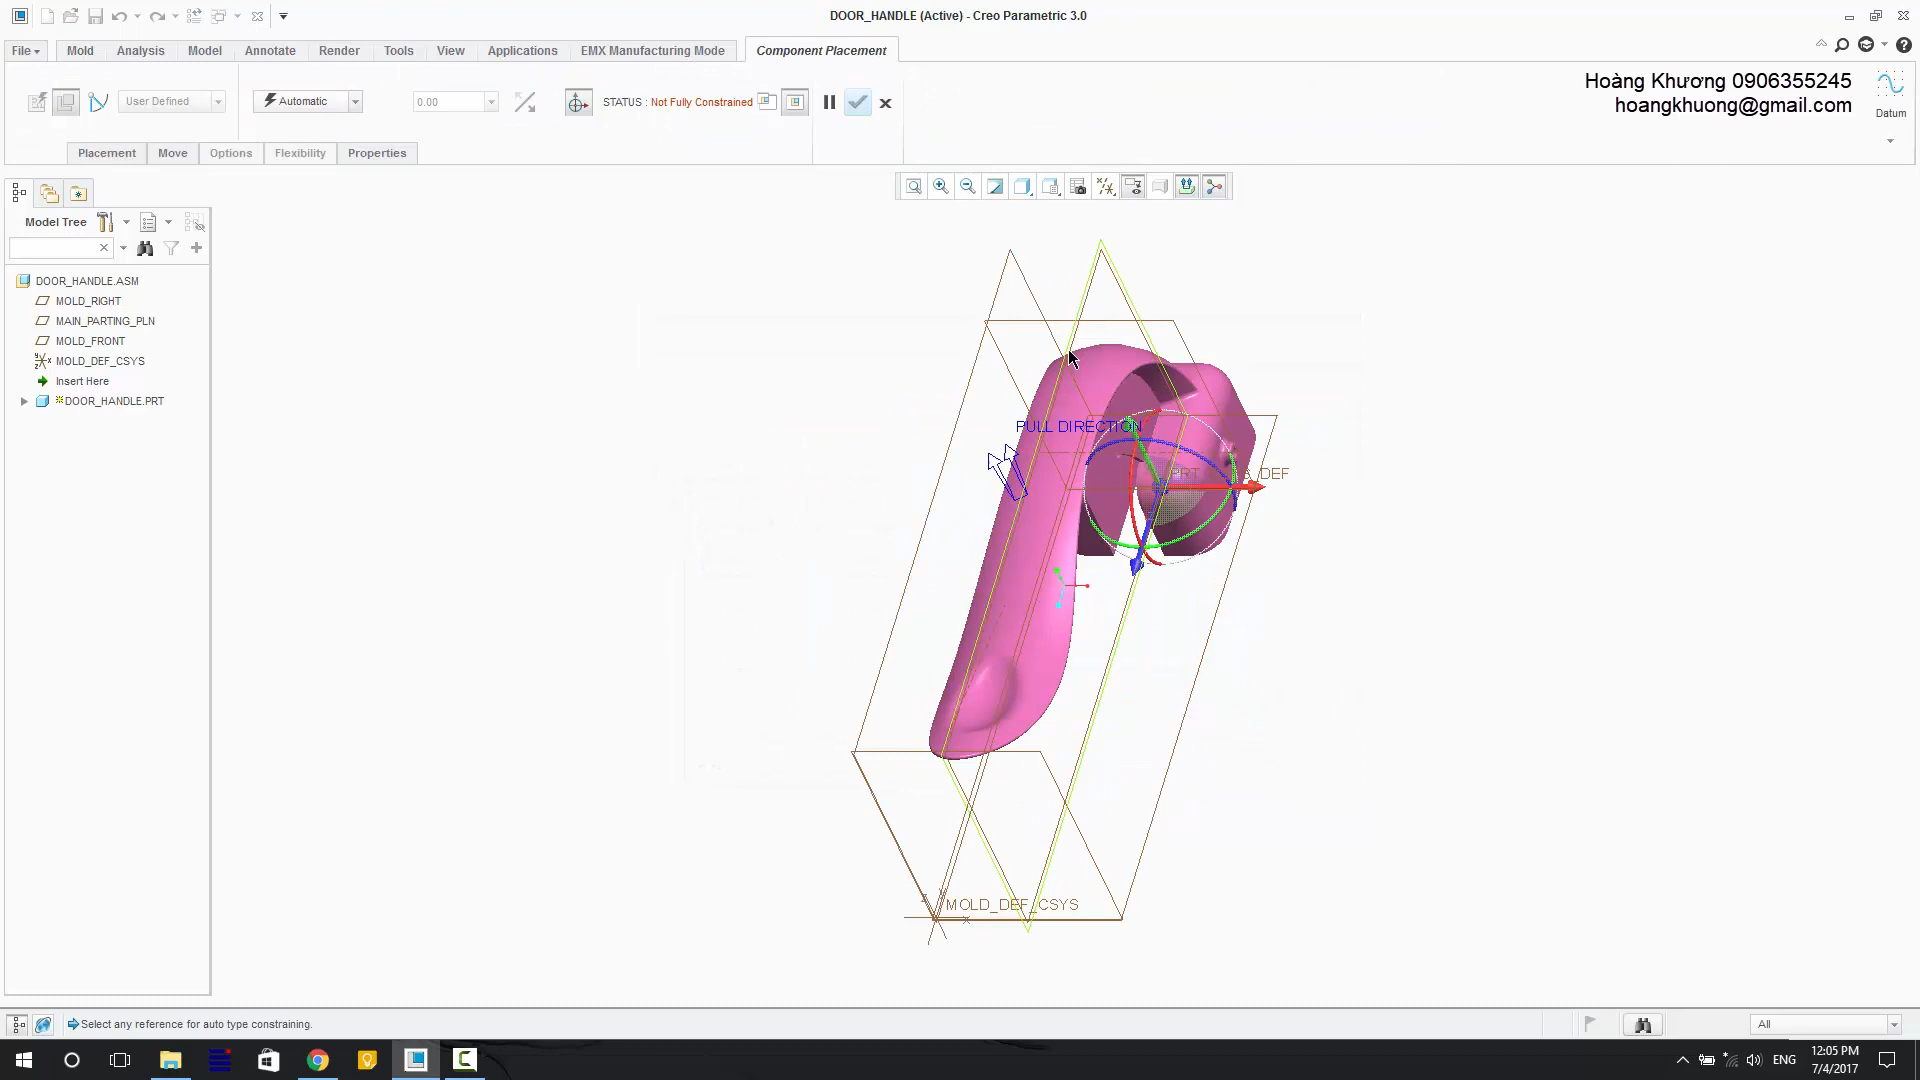 DOOR_HANDLE (Active) - Creo Parametric 3.0
File
Mold
Analysis
Model
Annotate
Render
Tools
View
Applications
EMX Manufacturing Mode
Component Placement
User Defined
Automatic
0.00
STATUS : Not Fully Constrained
Hoàng Khương 0906355245
hoangkhuong@gmail.com
Datum
Placement
Move
Options
Flexibility
Properties
Model Tree
DOOR_HANDLE.ASM
MOLD_RIGHT
MAIN_PARTING_PLN
MOLD_FRONT
MOLD_DEF_CSYS
Insert Here
DOOR_HANDLE.PRT
PULL DIRECTION
PRT
DEF
MOLD_DEF_CSYS
Select any reference for auto type constraining.
All
ENG
12:05 PM
7/4/2017